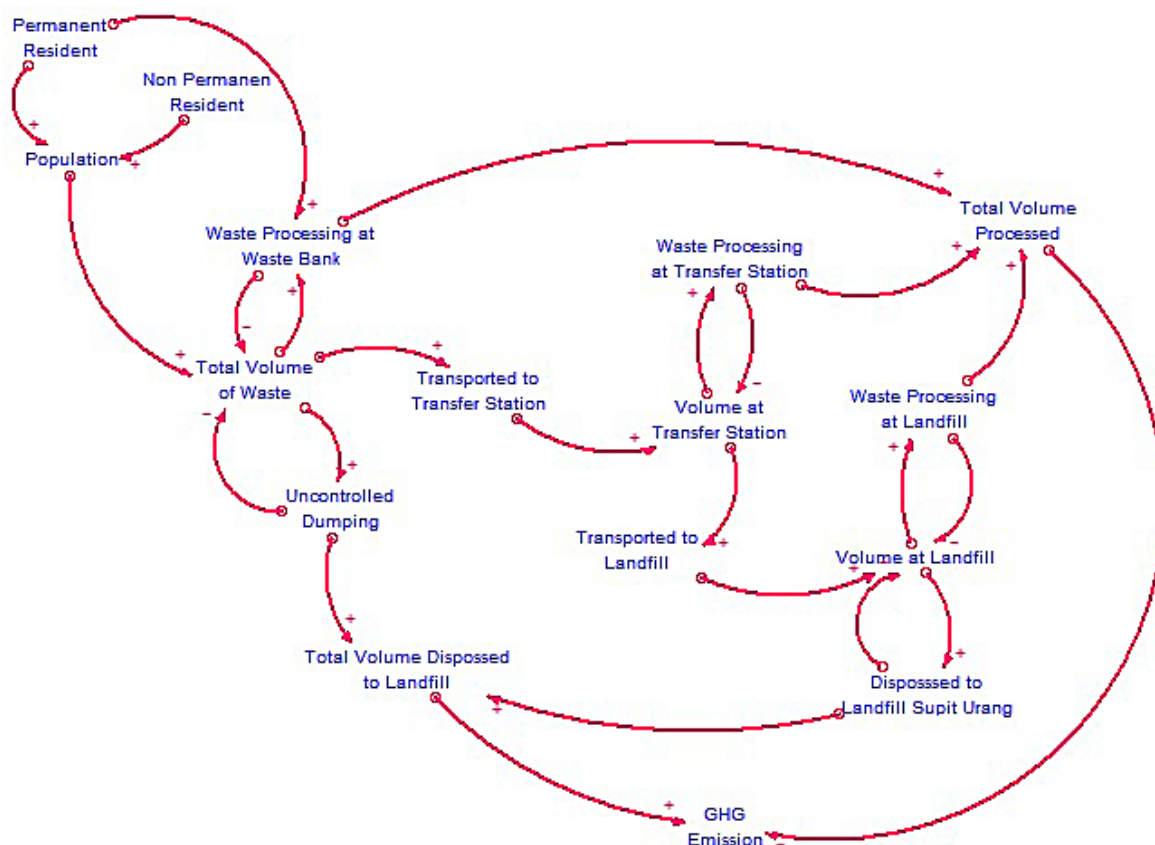 Permanent
Resident
Non Permanen
Resident
Population
Waste Processing at
Waste Bank
Total Volume
Processed
Waste Processing
at Transfer Station
Total Volume
of Waste
Transported to
Transfer Station
Volume at
Transfer Station
Waste Processing
at Landfill
Uncontrolled
Dumping
Transported to
Landfill
Volume at Landfill
Total Volume Dispossed
to Landfill
Disposssed to
Landfill Supit Urang
GHG
Emission